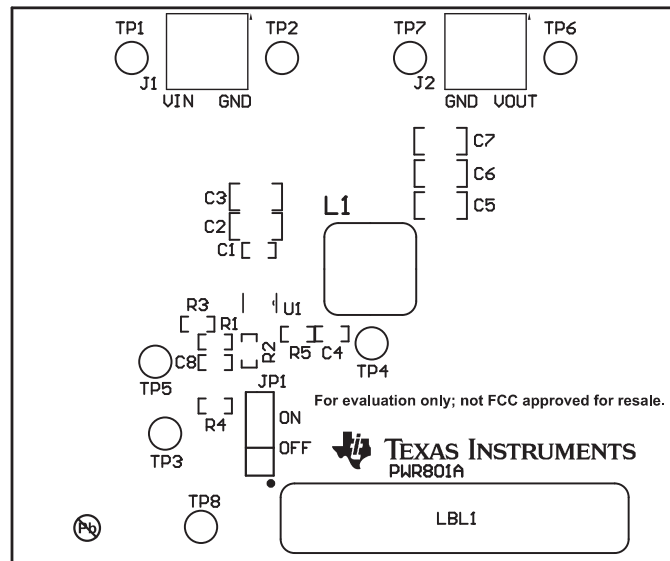 TP1
TP2
TP7
TP6
J1
J2
VIN
GND
GND
VOUT
C7
C6
C5
C3
C2
C1
L1
U1
R3
R1
R2
R5
C4
TP4
C8
TP5
JP1
R4
ON
OFF
For evaluation only; not FCC approved for resale.
TEXAS INSTRUMENTS
PWR801A
TP3
TP8
LBL1
Pb